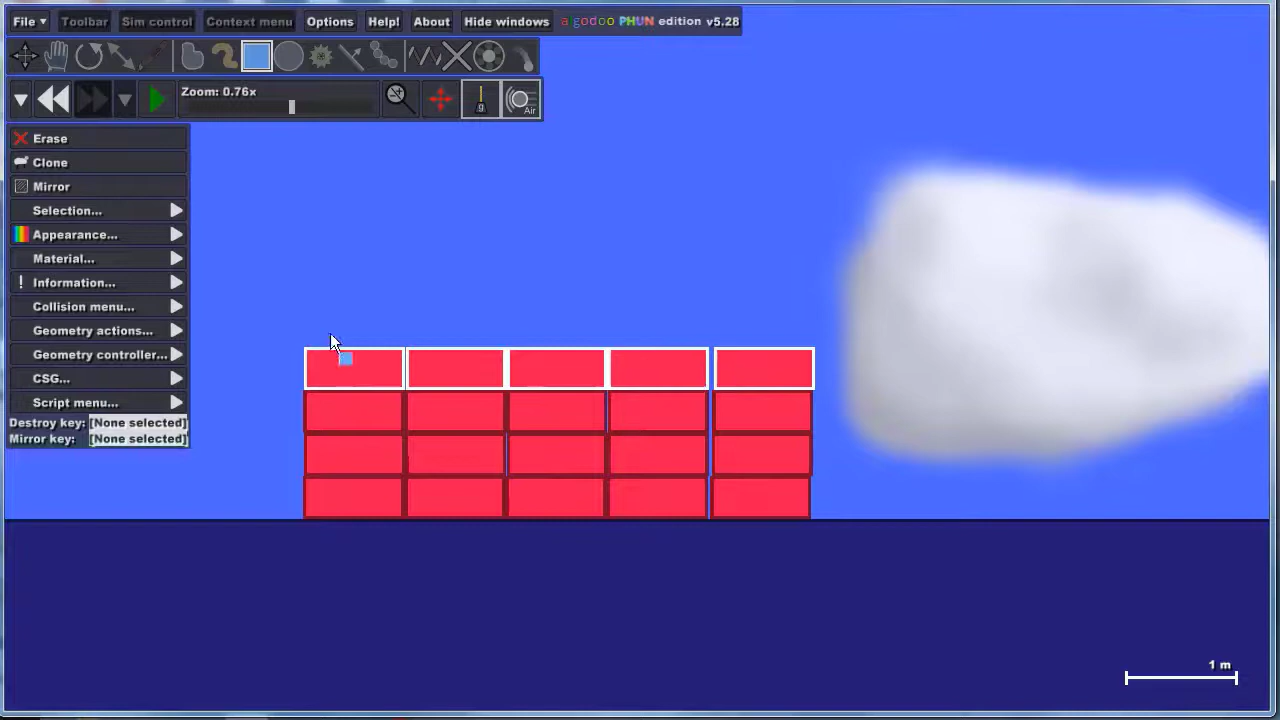 File Toolbar Sim control Context menu Options Help! About Hide windows algodoo PHUN edition v5.28
Zoom: 0.76x
g
Air
Erase
Clone
Mirror
Selection...
Appearance...
Material...
Information...
Collision menu...
Geometry actions...
Geometry controller...
CSG...
Script menu...
Destroy key: [None selected]
Mirror key: [None selected]
1 m